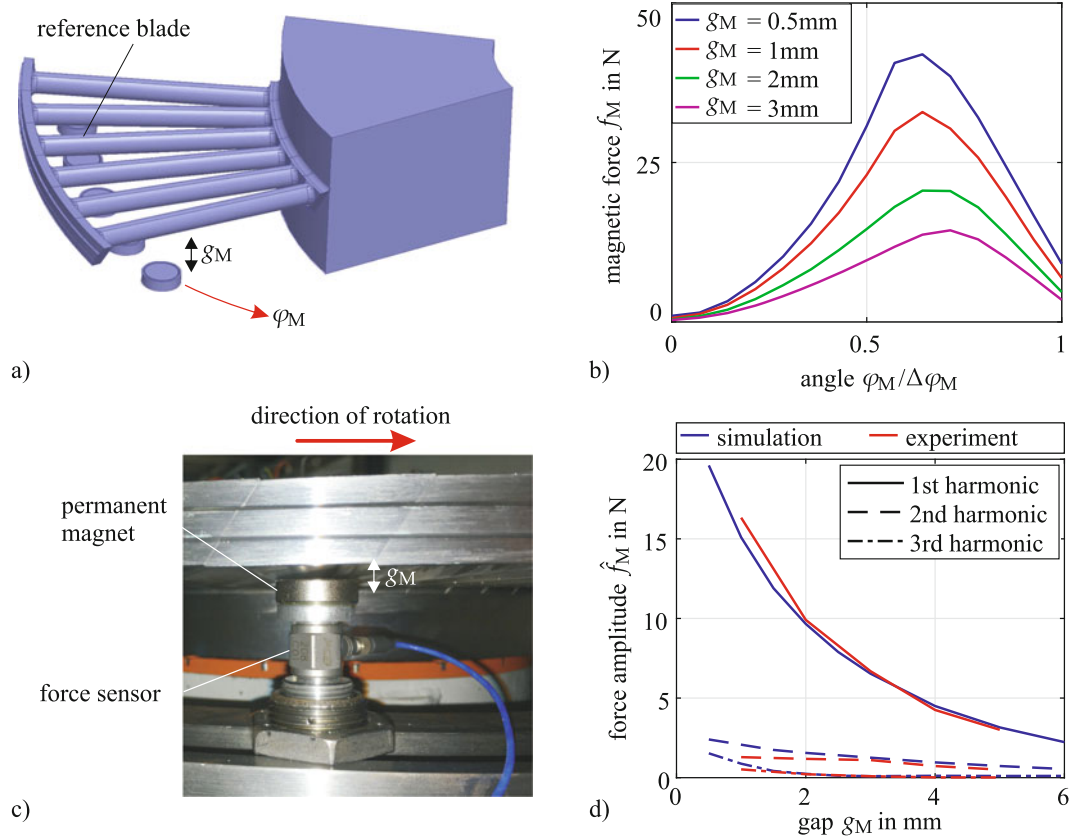 reference blade
gM
φM
a)
50
25
0
magnetic force fM in N
gM = 0.5mm
gM = 1mm
gM = 2mm
gM = 3mm
0
0.5
1
angle φM/ΔφM
b)
direction of rotation
permanent
magnet
gM
force sensor
c)
simulation
experiment
20
15
10
5
0
force amplitude f̂M in N
1st harmonic
2nd harmonic
3rd harmonic
0
2
4
6
gap gM in mm
d)